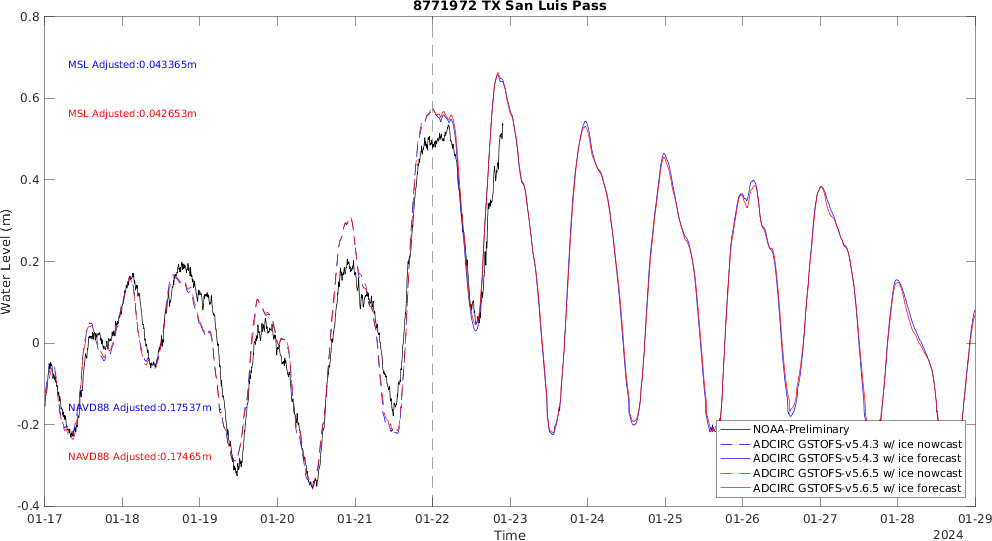 8771972 TX San Luis Pass
0.8
0.6
0.4
0.2
0
-0.2
-0.4
Water Level (m)
MSL Adjusted:0.043365m
MSL Adjusted:0.042653m
NAVD88 Adjusted:0.17537m
NAVD88 Adjusted:0.17465m
NOAA-Preliminary
ADCIRC GSTOFS-v5.4.3 w/ ice nowcast
ADCIRC GSTOFS-v5.4.3 w/ ice forecast
ADCIRC GSTOFS-v5.6.5 w/ ice nowcast
ADCIRC GSTOFS-v5.6.5 w/ ice forecast
01-17 01-18 01-19 01-20 01-21 01-22 01-23 01-24 01-25 01-26 01-27 01-28 01-29
Time
2024